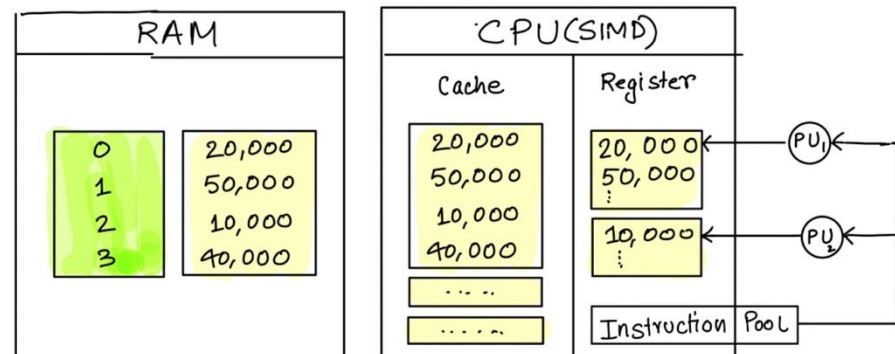 RAM
0
1
2
3
20,000
50,000
10,000
40,000
CPU(SIMD)
Cache
20,000
50,000
10,000
40,000
.....
.....
Register
20,000
50,000
:
10,000
:
Instruction Pool
PU1
PU2